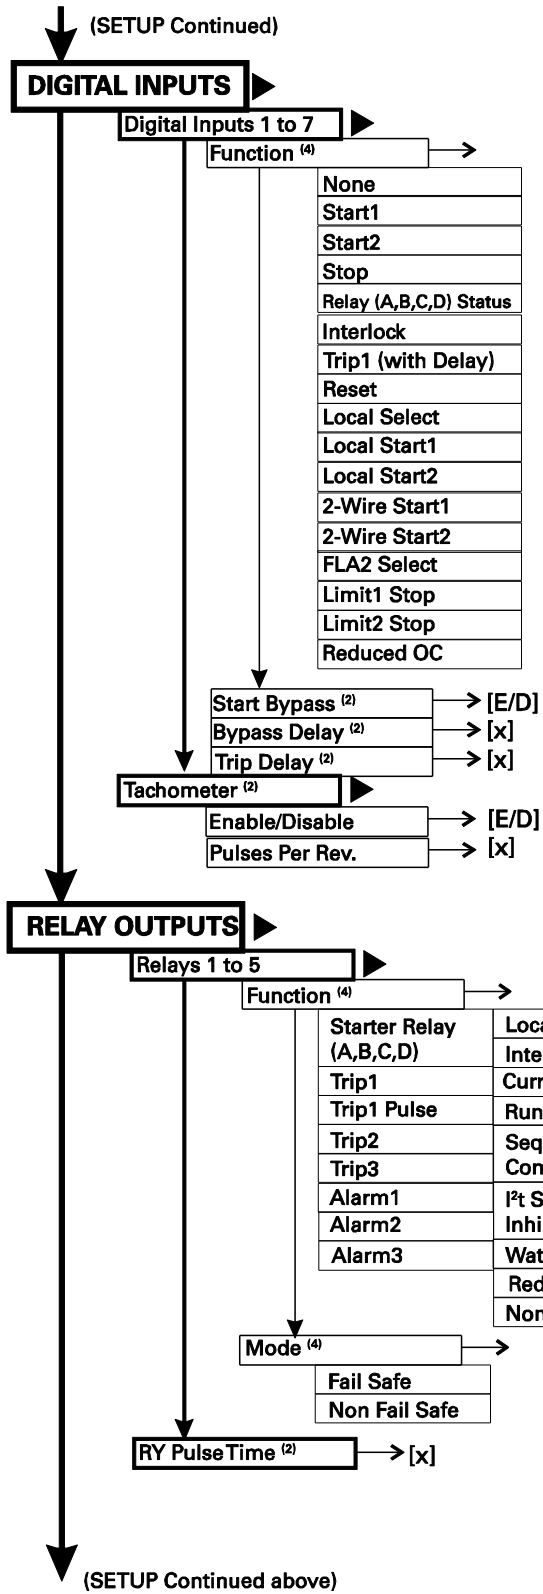 (SETUP Continued)
DIGITAL INPUTS
Digital Inputs 1 to 7
Function (4)
None
Start1
Start2
Stop
Relay (A,B,C,D) Status
Interlock
Trip1 (with Delay)
Reset
Local Select
Local Start1
Local Start2
2-Wire Start1
2-Wire Start2
FLA2 Select
Limit1 Stop
Limit2 Stop
Reduced OC
Start Bypass (2) [E/D]
Bypass Delay (2) [x]
Trip Delay (2) [x]
Tachometer (2)
Enable/Disable [E/D]
Pulses Per Rev. [x]
RELAY OUTPUTS
Relays 1 to 5
Function (4)
Starter Relay
(A,B,C,D)
Trip1
Trip1 Pulse
Trip2
Trip3
Alarm1
Alarm2
Alarm3
Run
I²t
Mode (4)
Fail Safe
Non Fail Safe
RY Pulse Time (2) [x]
(SETUP Continued above)